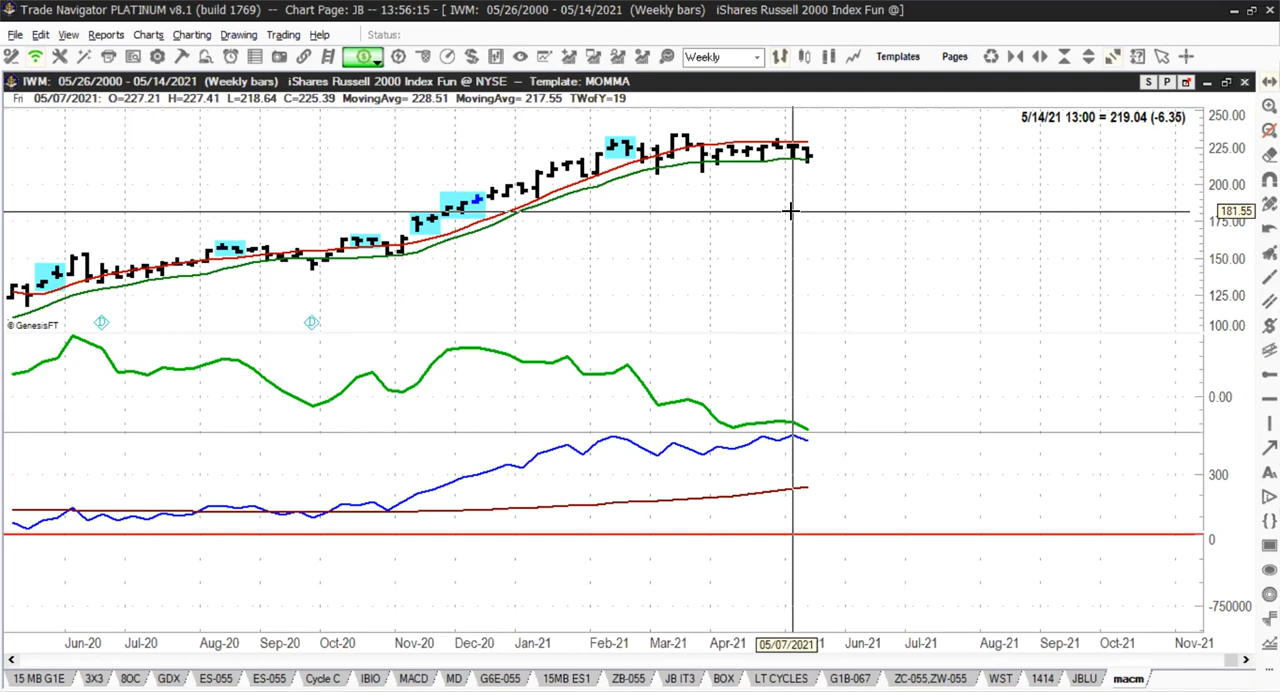 Trade Navigator PLATINUM v8.1 (build 1769) -- Chart Page: JB -- 13:56:15 - [ IWM: 05/26/2000 - 05/14/2021 (Weekly bars) iShares Russell 2000 Index Fun @]
File Edit View Reports Charts Charting Drawing Trading Help Status:
Weekly Templates Pages
IWM: 05/26/2000 - 05/14/2021 (Weekly bars) iShares Russell 2000 Index Fun @ NYSE - Template: MOMMA S P
Fri 05/07/2021: O=227.21 H=227.41 L=218.64 C=225.39 MovingAvg= 228.51 MovingAvg= 217.55 TWofY=19
5/14/21 13:00 = 219.04 (-6.35)
250.00
225.00
200.00
181.55
175.00
150.00
125.00
100.00
D D
© GenesisFT
0.00
300
0
-750000
Jun-20 Jul-20 Aug-20 Sep-20 Oct-20 Nov-20 Dec-20 Jan-21 Feb-21 Mar-21 Apr-21 05/07/2021 1 Jun-21 Jul-21 Aug-21 Sep-21 Oct-21 Nov-21
15 MB G1E 3X3 8OC GDX ES-055 ES-055 Cycle C IBIO MACD MD G6E-055 15MB ES1 ZB-055 JB IT3 BOX LT CYCLES G1B-067 ZC-055,ZW-055 WST 1414 JBLU macm